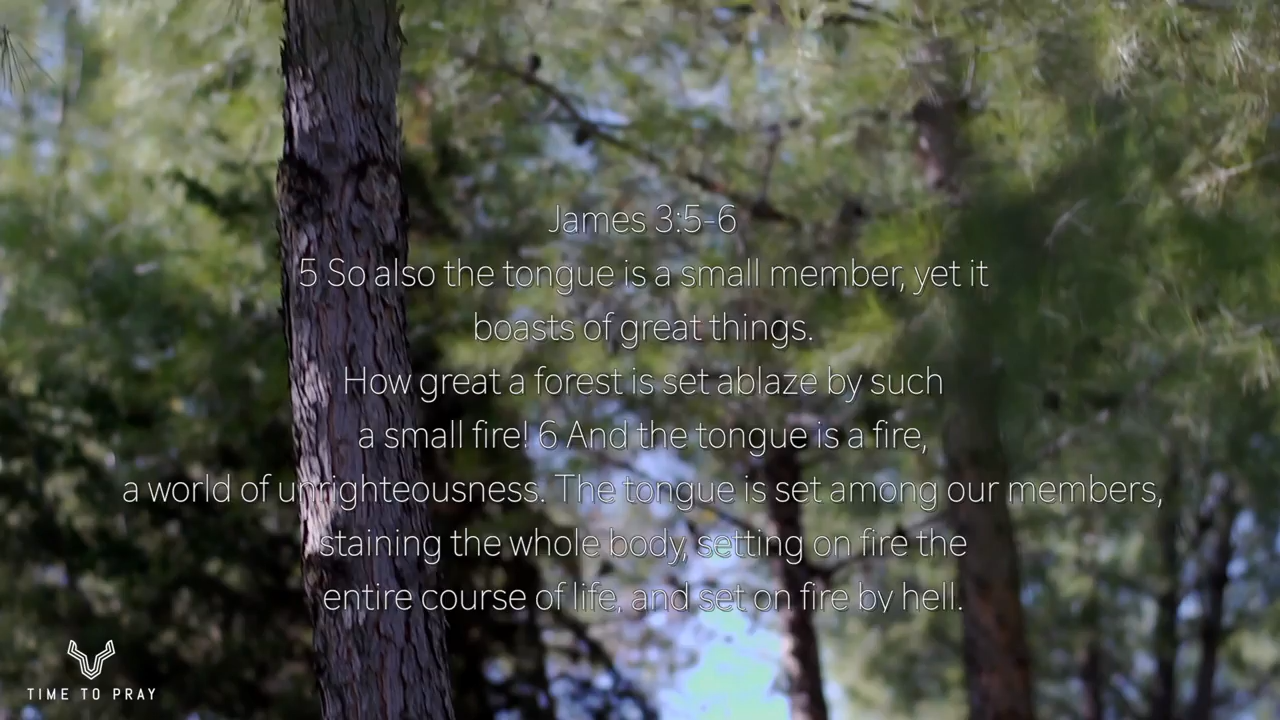 James 3:5-6
5 So also the tongue is a small member, yet it
boasts of great things.
How great a forest is set ablaze by such
a small fire! 6 And the tongue is a fire,
a world of unrighteousness. The tongue is set among our members,
staining the whole body, setting on fire the
entire course of life, and set on fire by hell.
TIME TO PRAY